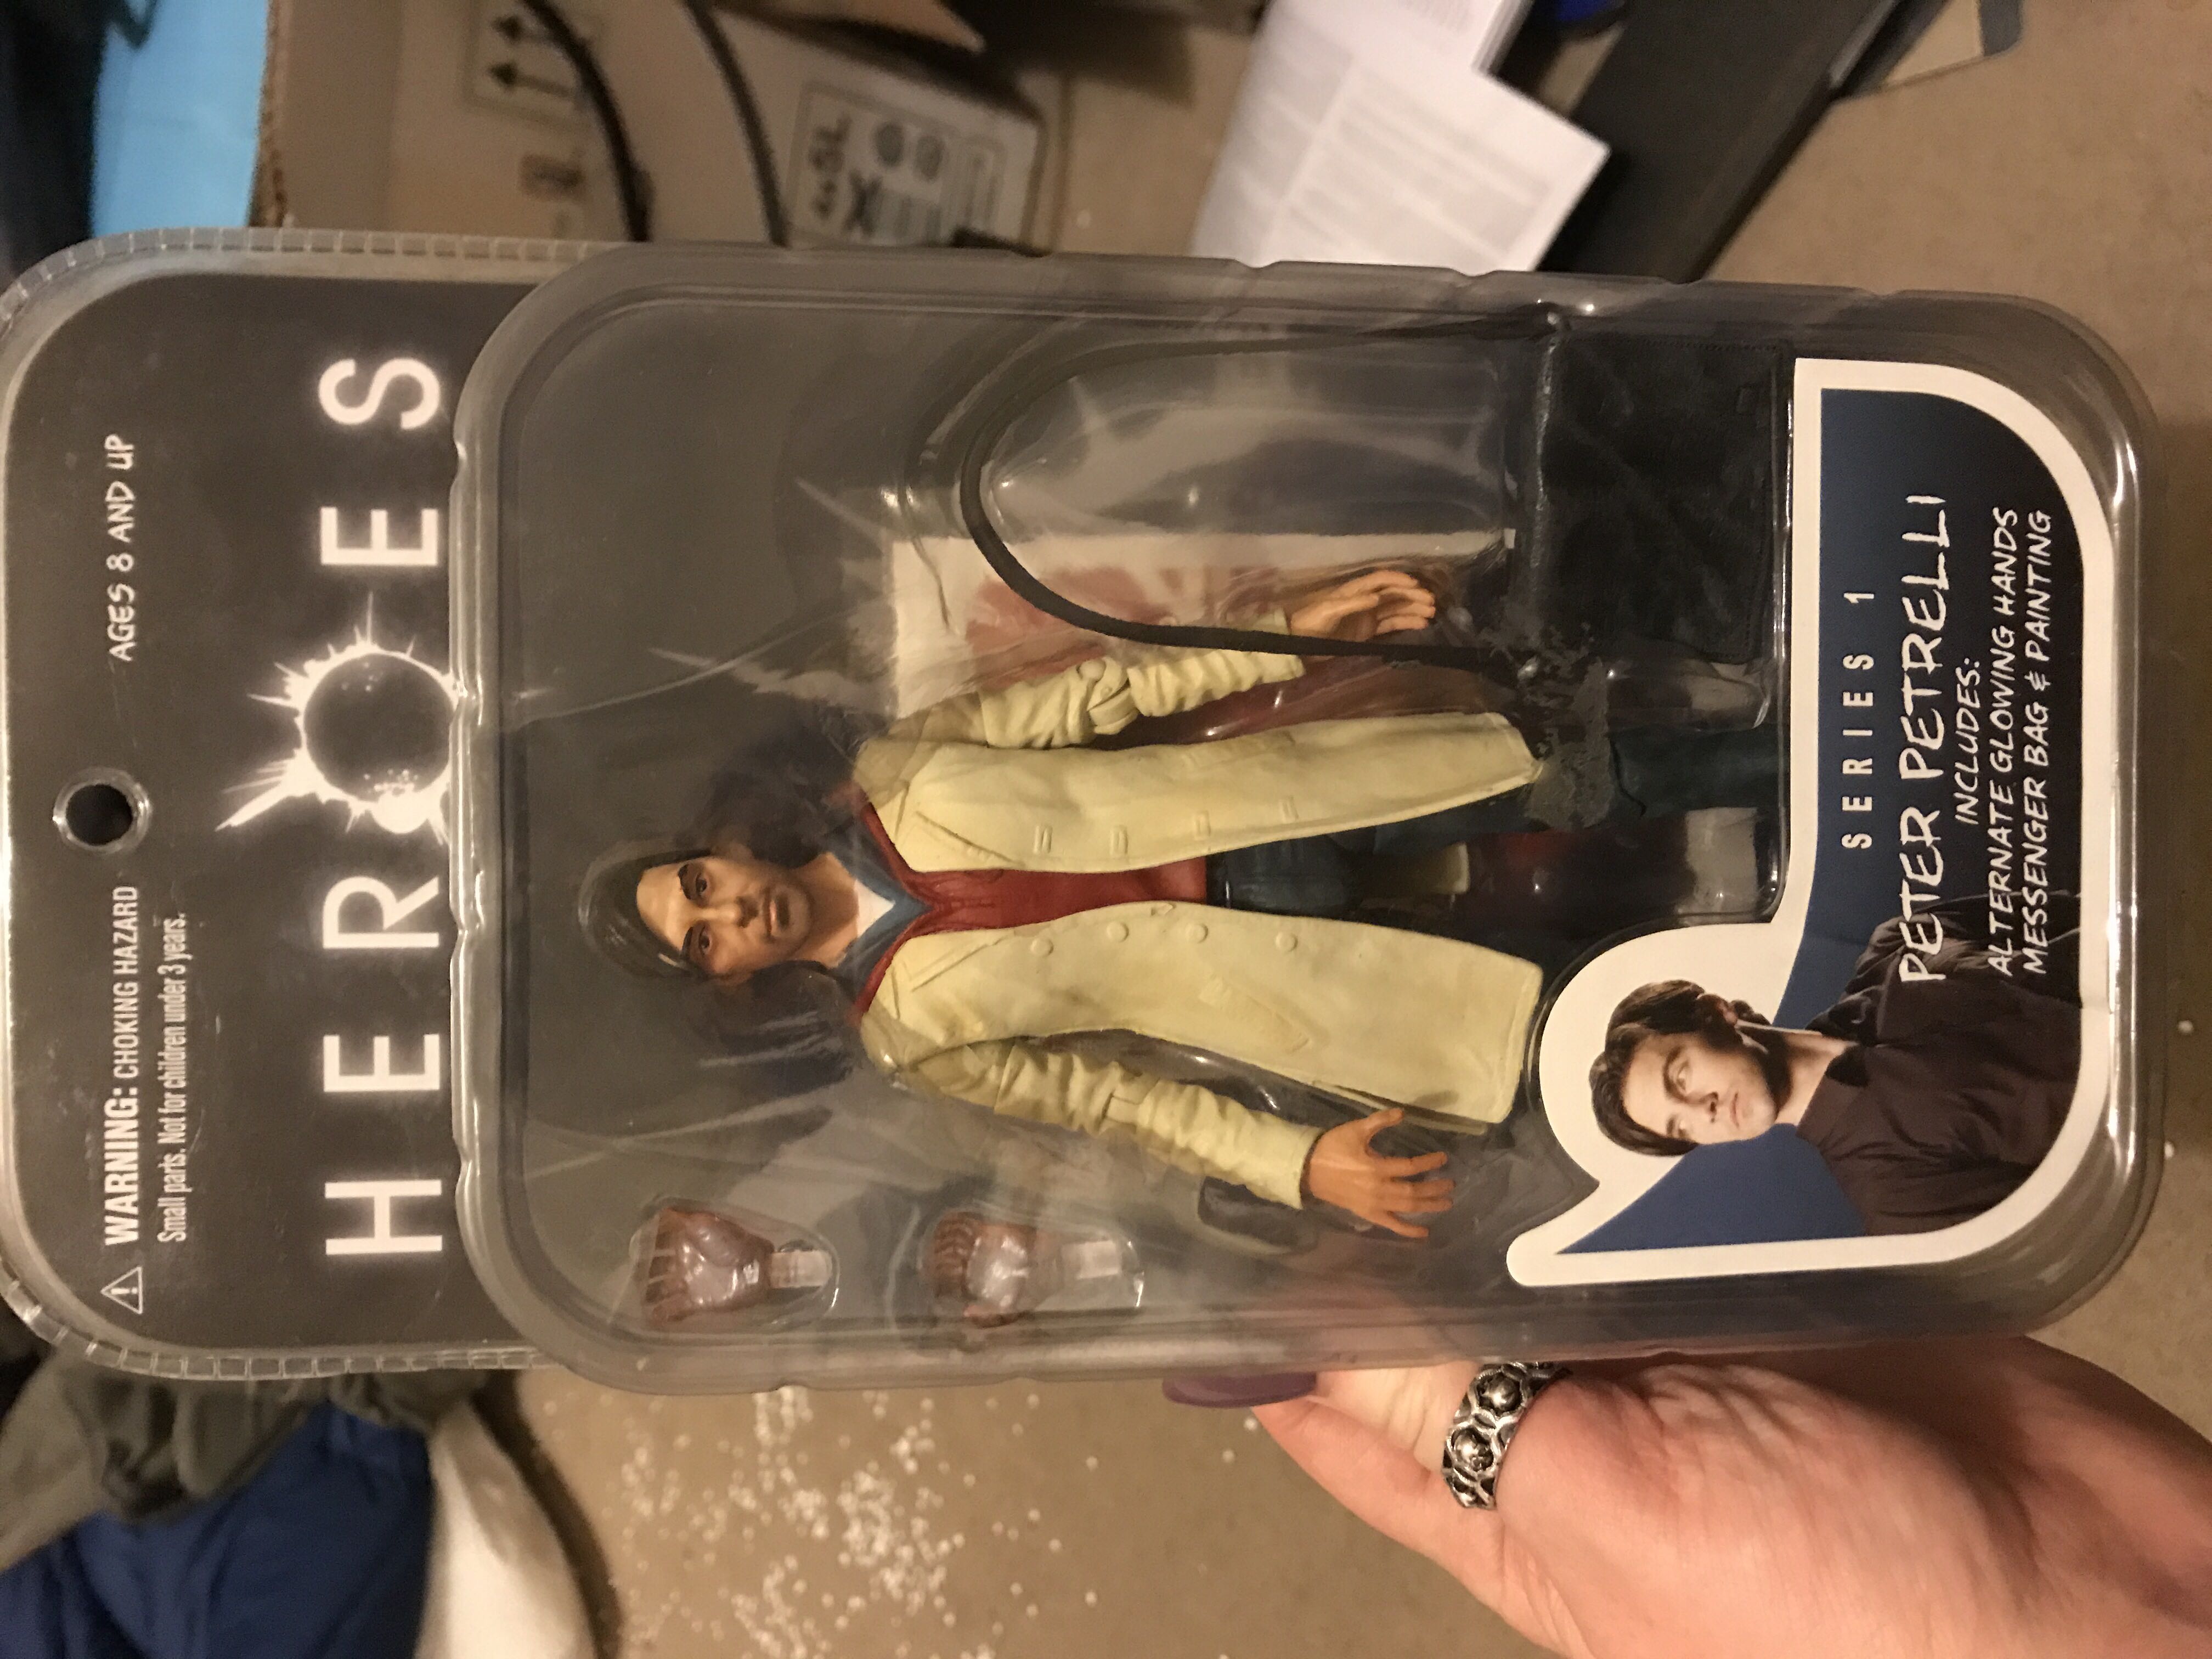 ⚠ WARNING: CHOKING HAZARD
Small parts. Not for children under 3 years.
AGES 8 AND UP
HEROES
SERIES 1
PETER PETRELLI
INCLUDES:
ALTERNATE GLOWING HANDS
MESSENGER BAG & PAINTING